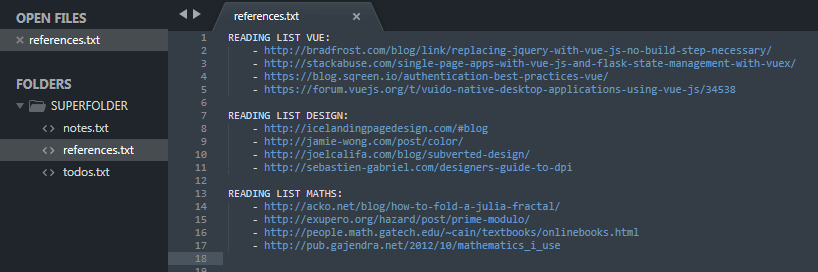 OPEN FILES
× references.txt
FOLDERS
SUPERFOLDER
<> notes.txt
<> references.txt
<> todos.txt
references.txt ×
1 READING LIST VUE:
2 - http://bradfrost.com/blog/link/replacing-jquery-with-vue-js-no-build-step-necessary/
3 - http://stackabuse.com/single-page-apps-with-vue-js-and-flask-state-management-with-vuex/
4 - https://blog.sqreen.io/authentication-best-practices-vue/
5 - https://forum.vuejs.org/t/vuido-native-desktop-applications-using-vue-js/34538
6
7 READING LIST DESIGN:
8 - http://icelandingpagedesign.com/#blog
9 - http://jamie-wong.com/post/color/
10 - http://joelcalifa.com/blog/subverted-design/
11 - http://sebastien-gabriel.com/designers-guide-to-dpi
12
13 READING LIST MATHS:
14 - http://acko.net/blog/how-to-fold-a-julia-fractal/
15 - http://exupero.org/hazard/post/prime-modulo/
16 - http://people.math.gatech.edu/~cain/textbooks/onlinebooks.html
17 - http://pub.gajendra.net/2012/10/mathematics_i_use
18
19